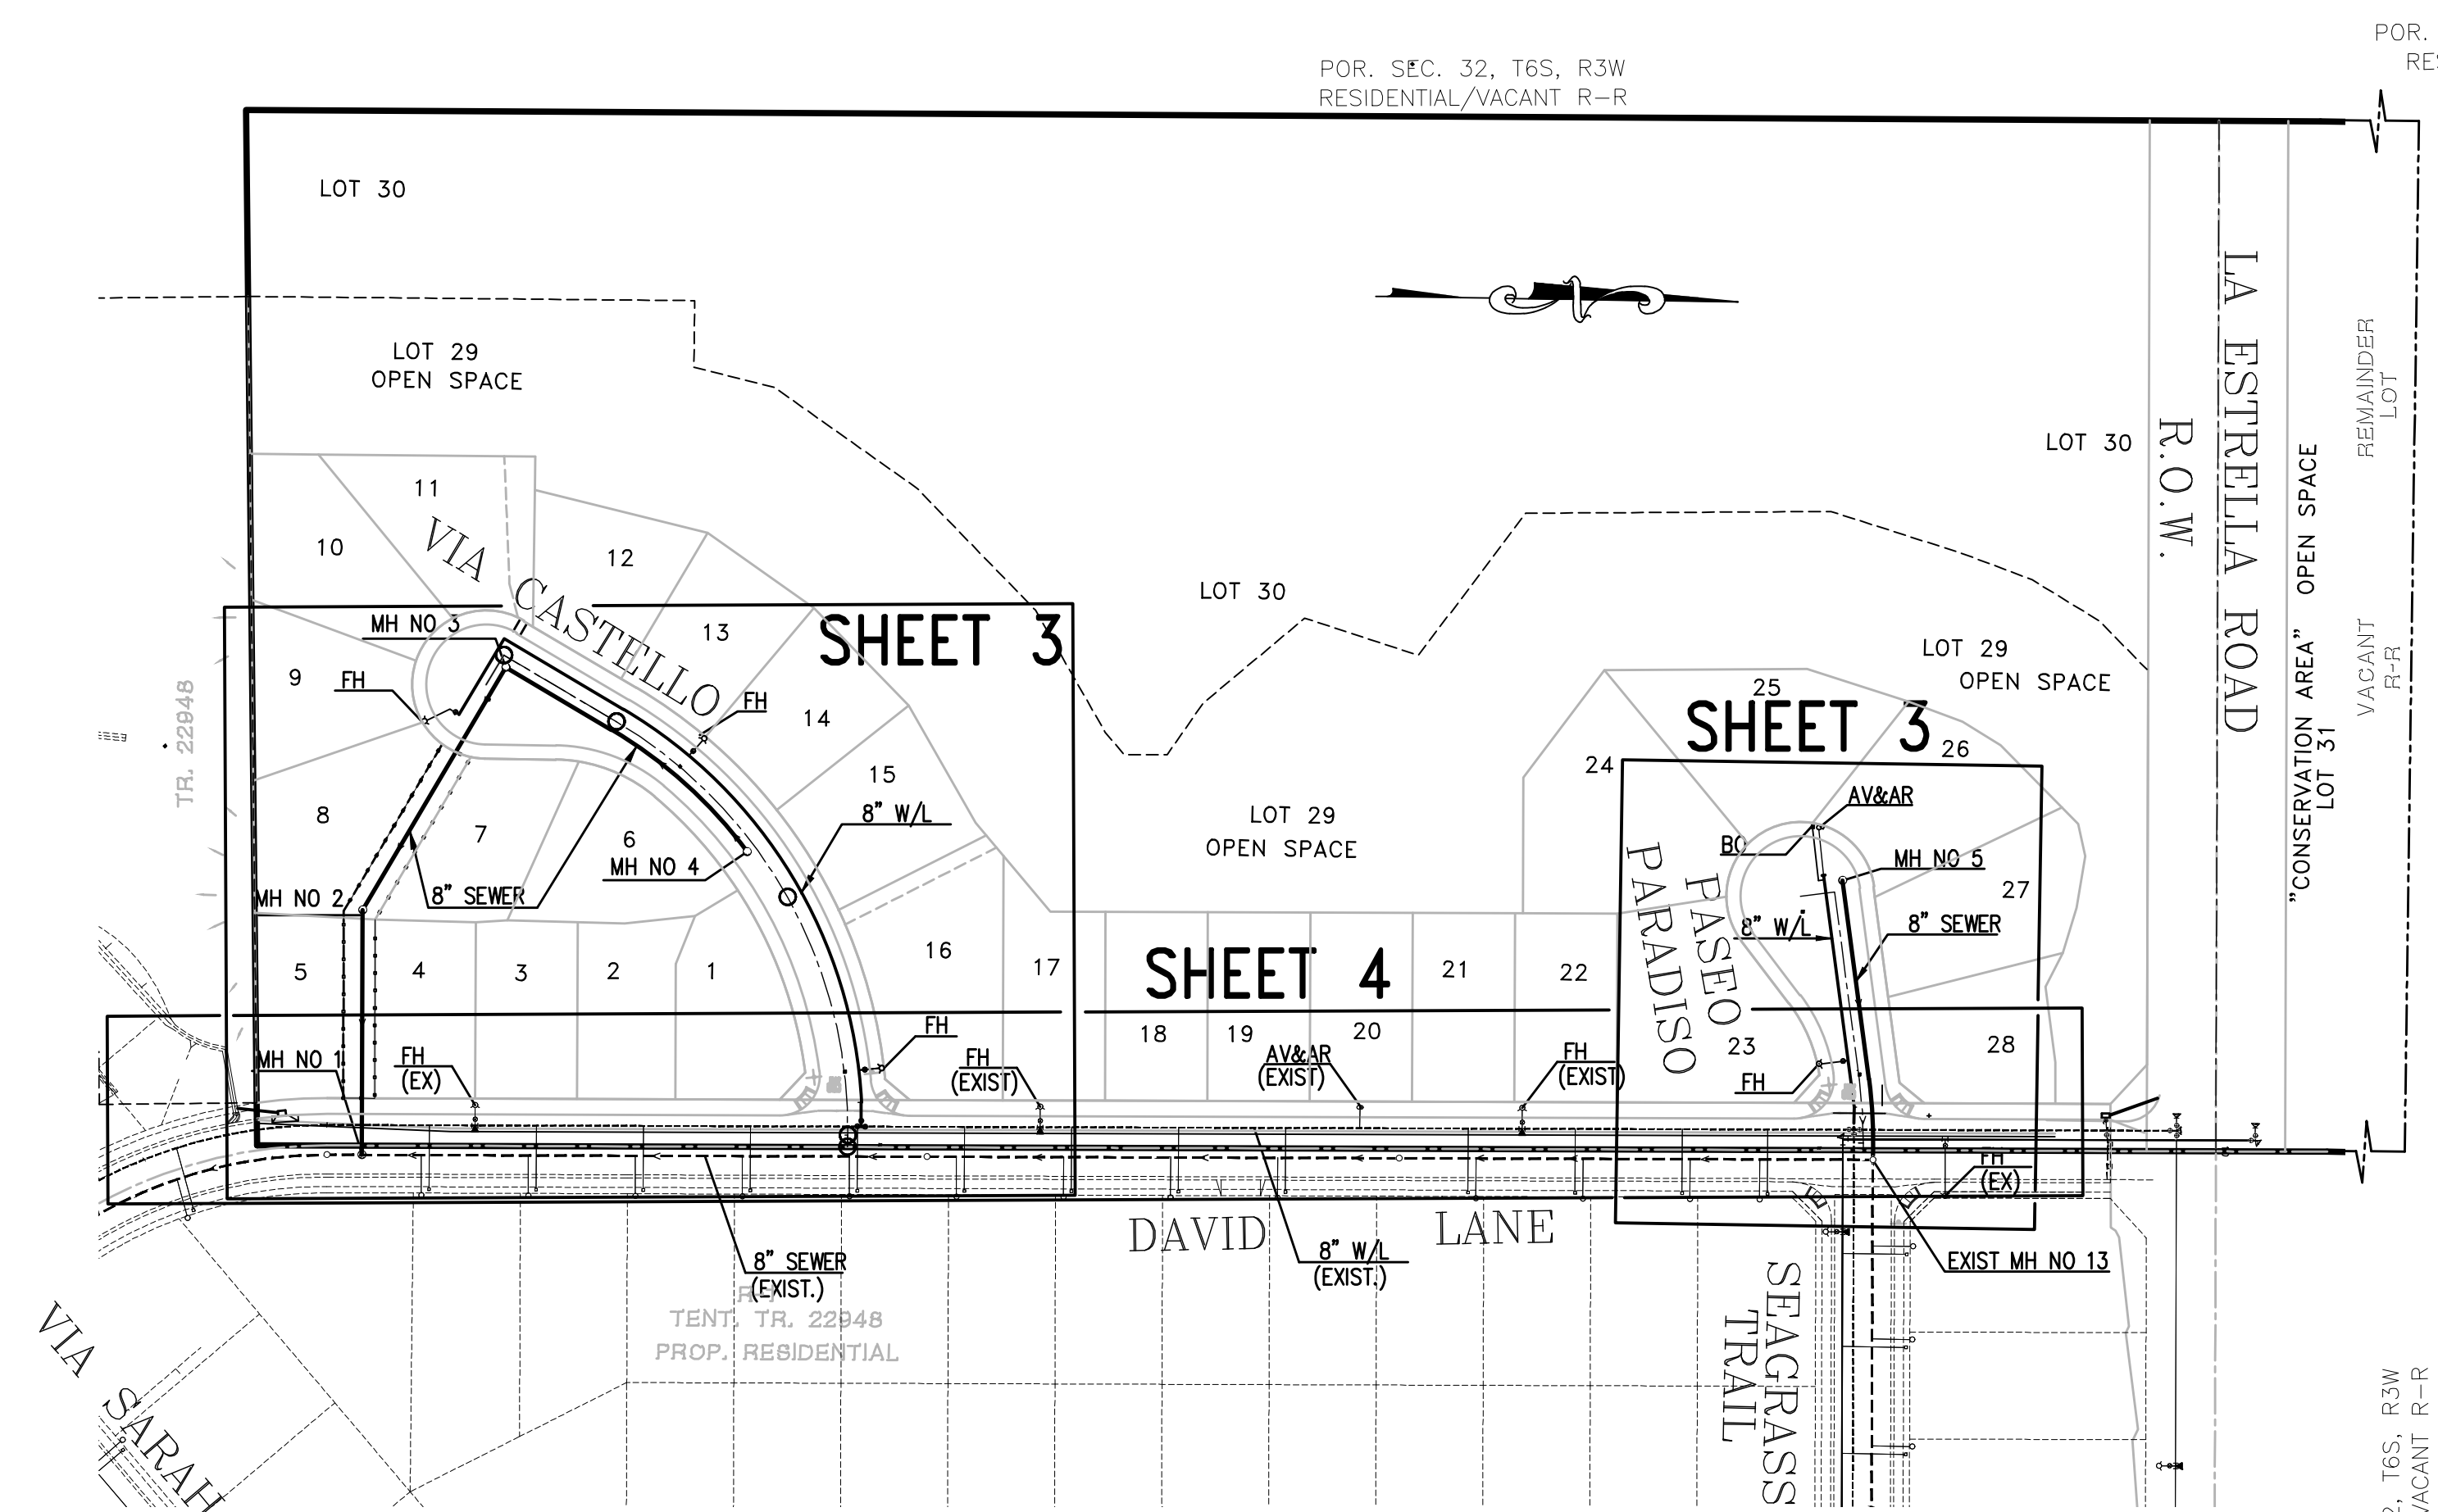 POR. SEC. 32, T6S, R3W
RESIDENTIAL/VACANT R-R
POR.
LOT 30
LOT 29
OPEN SPACE
LA ESTRELLA ROAD
R.O.W.
REMAINDER
LOT
VACANT
R-R
"CONSERVATION AREA" OPEN SPACE
LOT 31
LOT 30
LOT 30
LOT 29
OPEN SPACE
LOT 29
OPEN SPACE
TR. 22948
11
10
12
13
14
15
9
8
7
6
5
4
3
2
1
16
17
VIA CASTELLO
SHEET 3
MH NO 3
FH
FH
8" W/L
MH NO 4
8" SEWER
MH NO 2
MH NO 1
FH
(EX)
FH
FH
(EXIST)
SHEET 4
18
19
20
21
22
AV&AR
(EXIST)
FH
(EXIST)
SHEET 3
24
25
26
27
23
28
AV&AR
MH NO 5
8" W/L
8" SEWER
PASEO
PARADISO
FH
FH
(EX)
EXIST MH NO 13
DAVID LANE
8" SEWER
(EXIST.)
8" W/L
(EXIST.)
TENT. TR. 22948
PROP. RESIDENTIAL
SEAGRASS
TRAIL
VIA SARAH
T6S, R3W
VACANT R-R